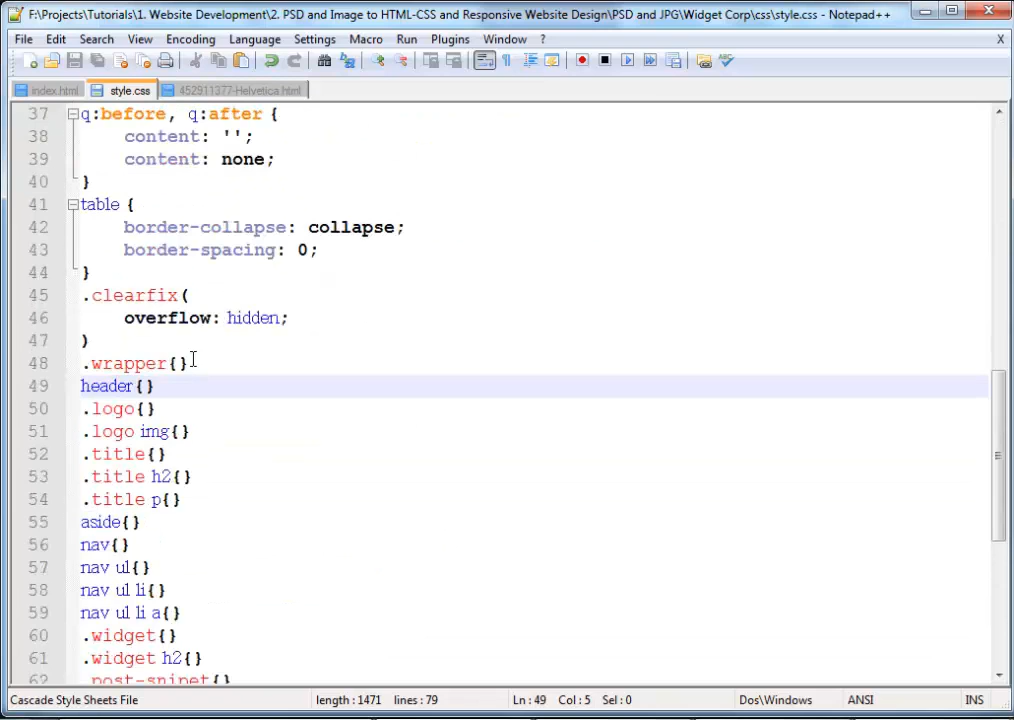 F:\Projects\Tutorials\1. Website Development\2. PSD and Image to HTML-CSS and Responsive Website Design\PSD and JPG\Widget Corp\css\style.css - Notepad++
File Edit Search View Encoding Language Settings Macro Run Plugins Window ? X
index.html style.css 452911377-Helvetica.html
37 q:before, q:after {
38 content: '';
39 content: none;
40 }
41 table {
42 border-collapse: collapse;
43 border-spacing: 0;
44 }
45 .clearfix(
46 overflow: hidden;
47 )
48 .wrapper{}
49 header{}
50 .logo{}
51 .logo img{}
52 .title{}
53 .title h2{}
54 .title p{}
55 aside{}
56 nav{}
57 nav ul{}
58 nav ul li{}
59 nav ul li a{}
60 .widget{}
61 .widget h2{}
62 .post-snipet{}
Cascade Style Sheets File length : 1471 lines : 79 Ln : 49 Col : 5 Sel : 0 Dos\Windows ANSI INS